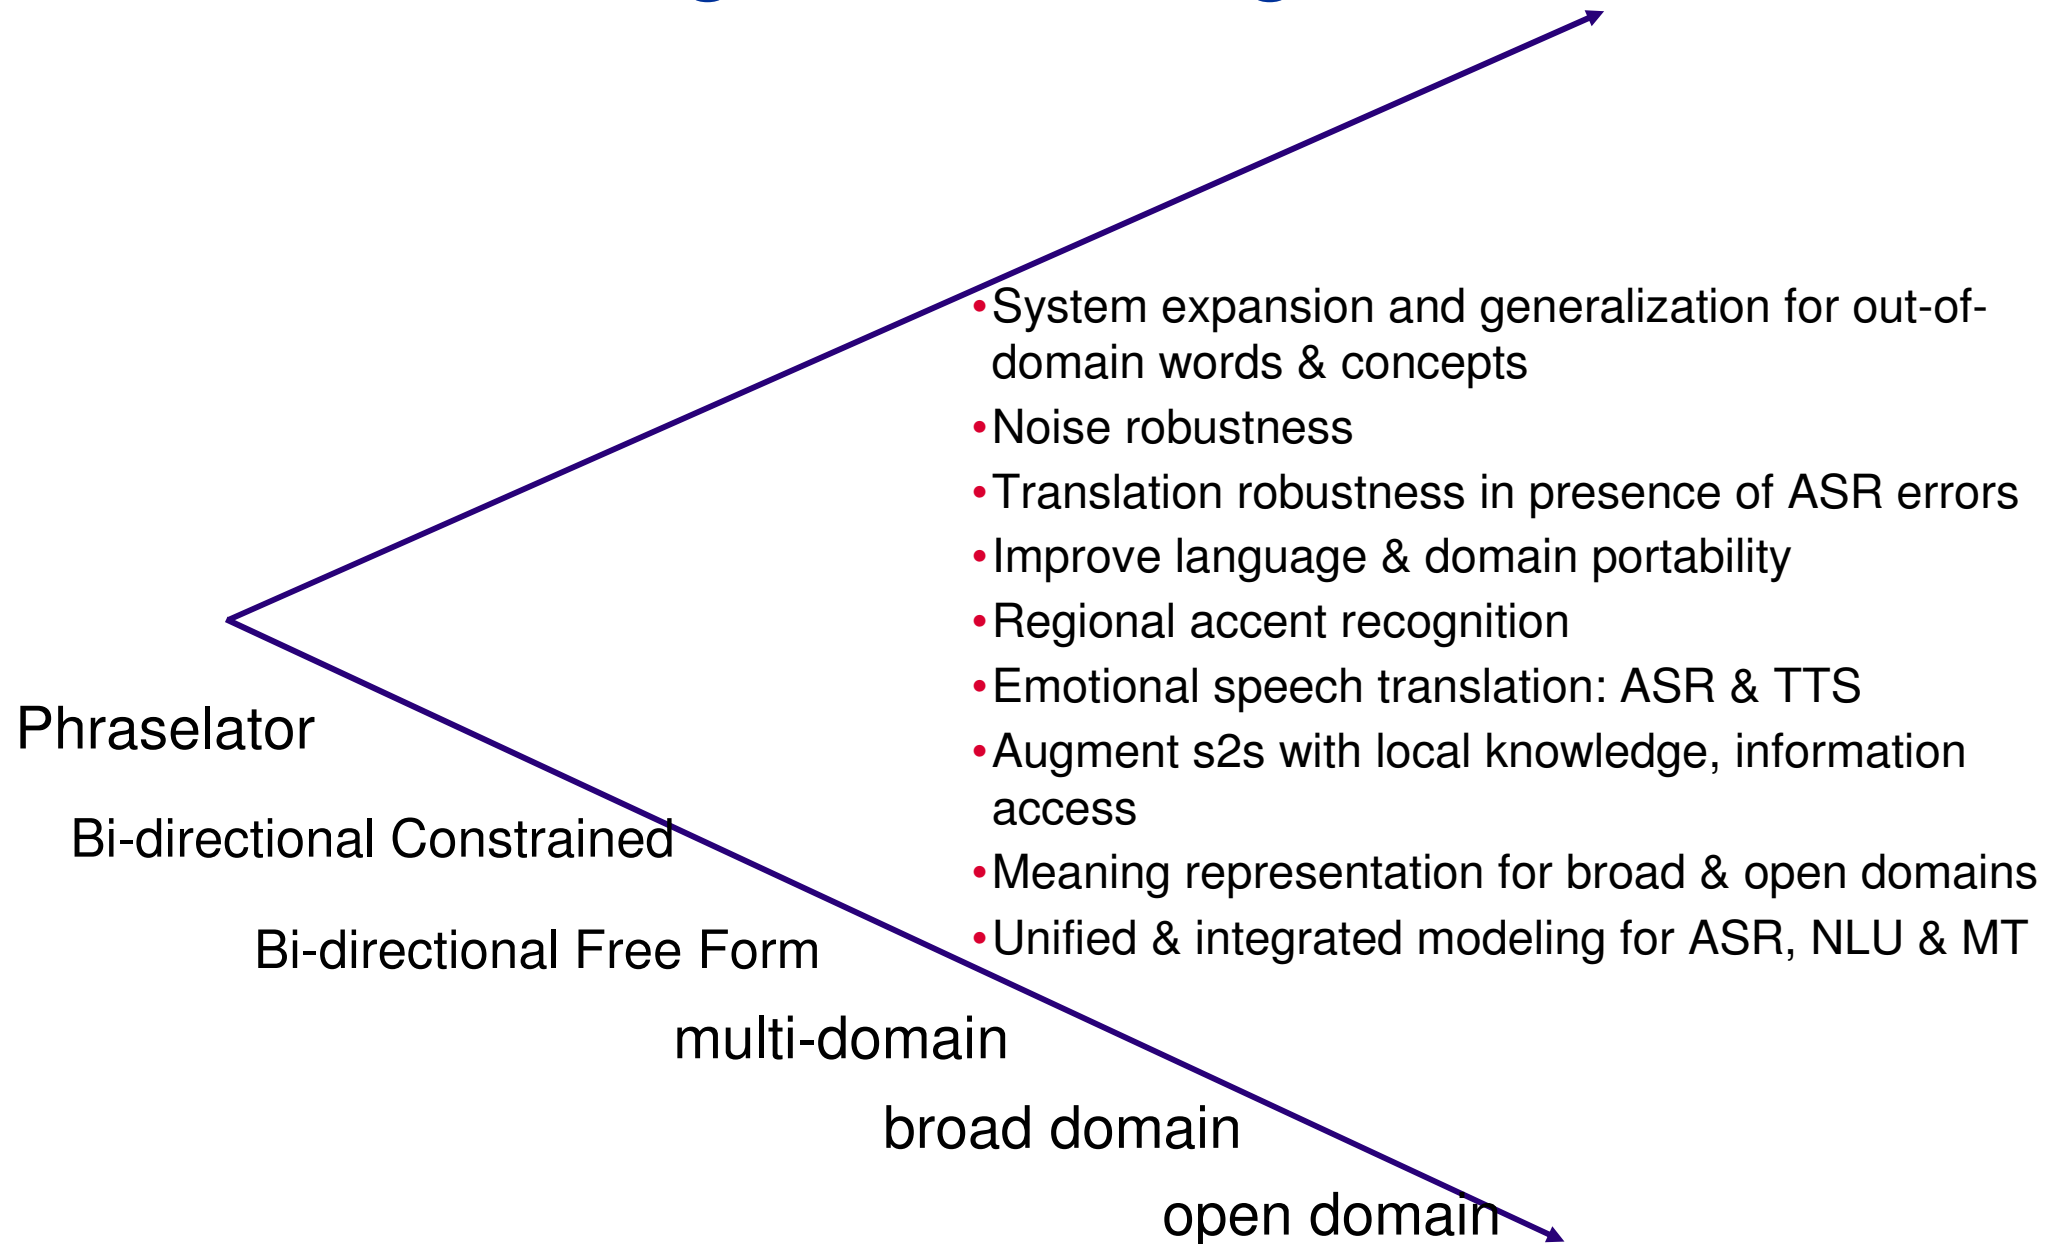 •System expansion and generalization for out-of-
domain words & concepts
•Noise robustness
•Translation robustness in presence of ASR errors
•Improve language & domain portability
•Regional accent recognition
•Emotional speech translation: ASR & TTS
•Augment s2s with local knowledge, information
access
•Meaning representation for broad & open domains
•Unified & integrated modeling for ASR, NLU & MT
Phraselator
Bi-directional Constrained
Bi-directional Free Form
multi-domain
broad domain
open domain